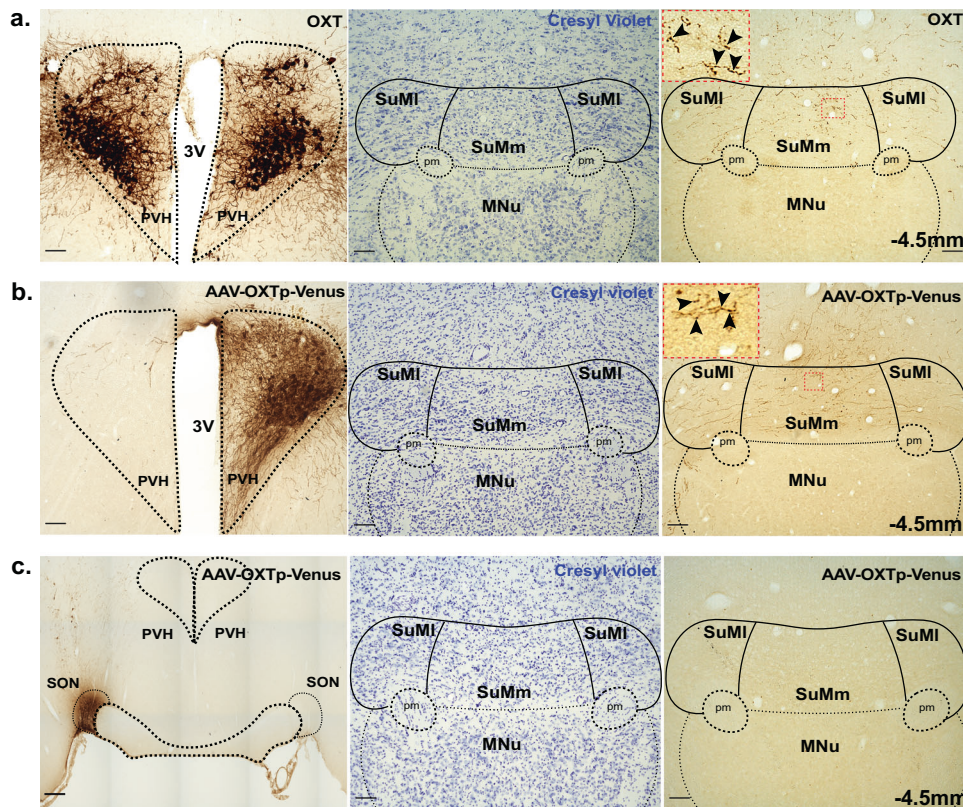 a.
OXT
3V
PVH
PVH
Cresyl Violet
SuMl
SuMl
SuMm
pm
pm
MNu
OXT
SuMl
SuMl
SuMm
pm
pm
MNu
-4.5mm
b.
AAV-OXTp-Venus
3V
PVH
PVH
Cresyl violet
SuMl
SuMl
SuMm
pm
pm
MNu
AAV-OXTp-Venus
SuMl
SuMl
SuMm
pm
pm
MNu
-4.5mm
c.
AAV-OXTp-Venus
PVH
PVH
SON
SON
Cresyl violet
SuMl
SuMl
SuMm
pm
pm
MNu
AAV-OXTp-Venus
SuMl
SuMl
SuMm
pm
pm
MNu
-4.5mm